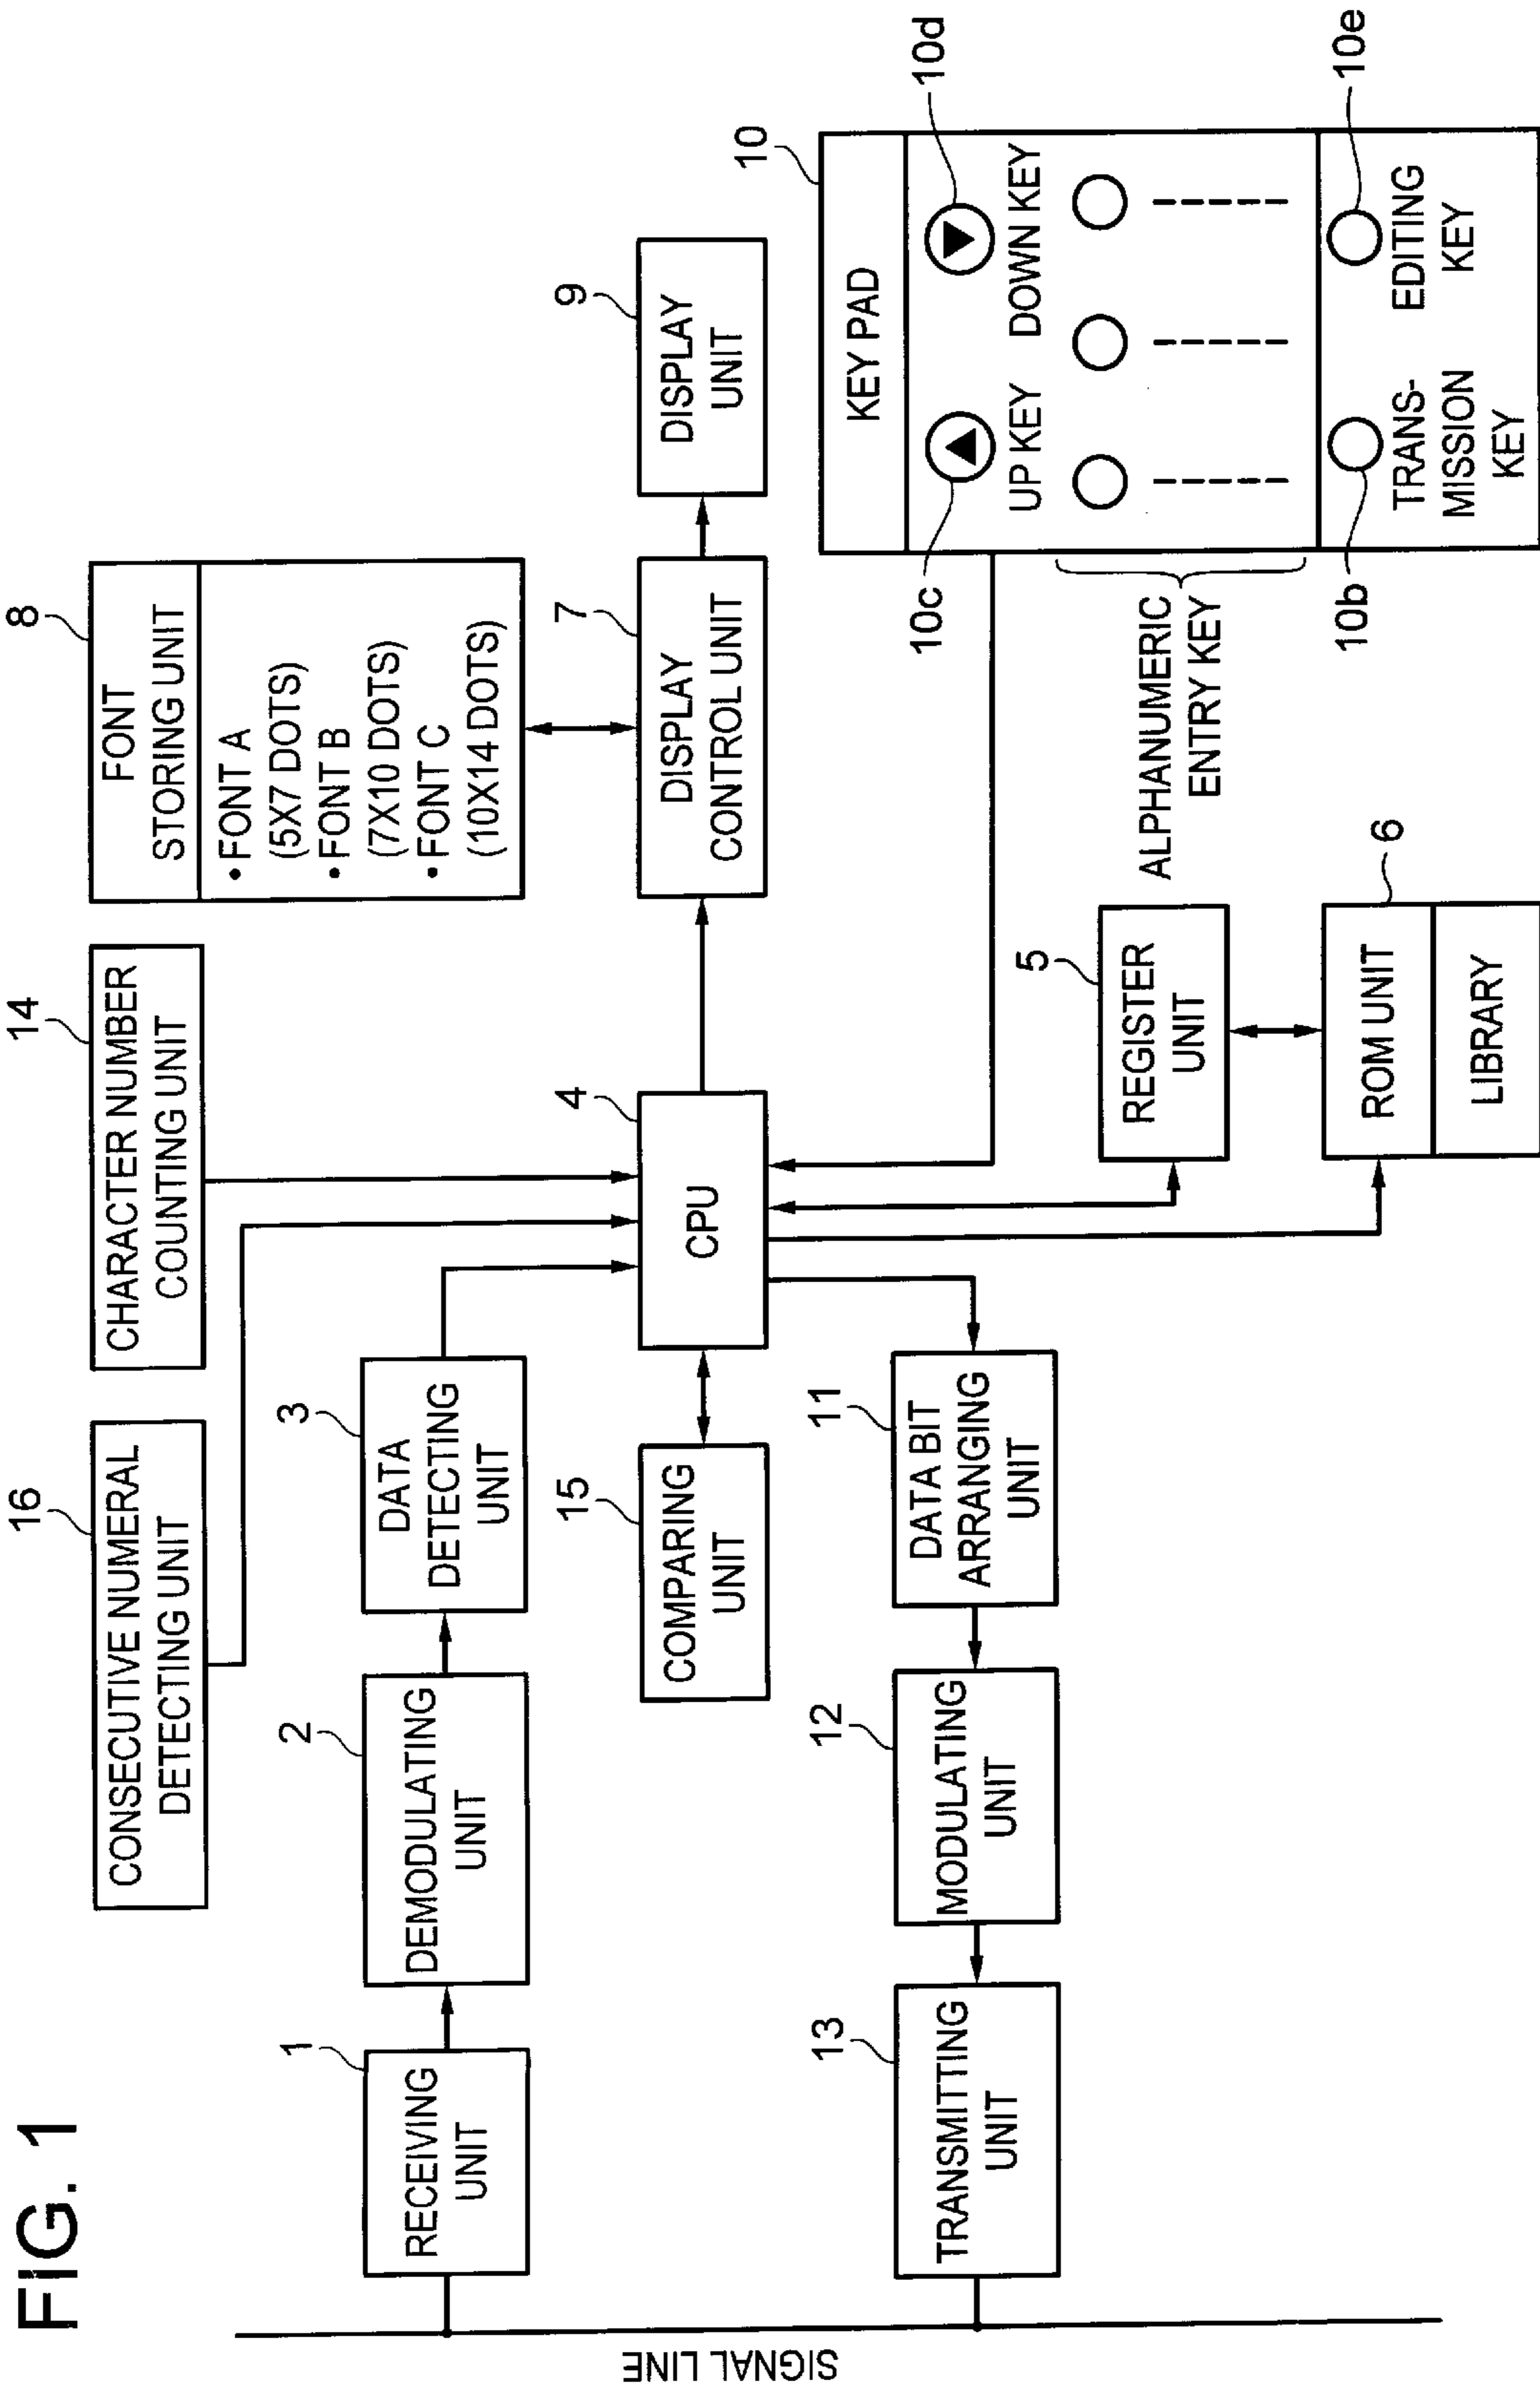 FIG. 1
16
CONSECUTIVE NUMERAL
DETECTING UNIT
14
CHARACTER NUMBER
COUNTING UNIT
8
FONT
STORING UNIT
• FONT A
(5X7 DOTS)
• FONT B
(7X10 DOTS)
• FONT C
(10X14 DOTS)
1
RECEIVING
UNIT
2
DEMODULATING
UNIT
3
DATA
DETECTING
UNIT
15
COMPARING
UNIT
4
CPU
7
DISPLAY
CONTROL UNIT
9
DISPLAY
UNIT
SIGNAL LINE
13
TRANSMITTING
UNIT
12
MODULATING
UNIT
11
DATA BIT
ARRANGING
UNIT
5
REGISTER
UNIT
6
ROM UNIT
LIBRARY
10
KEY PAD
10c
10d
UP KEY
DOWN KEY
ALPHANUMERIC
ENTRY KEY
10b
10e
TRANS-
MISSION
KEY
EDITING
KEY